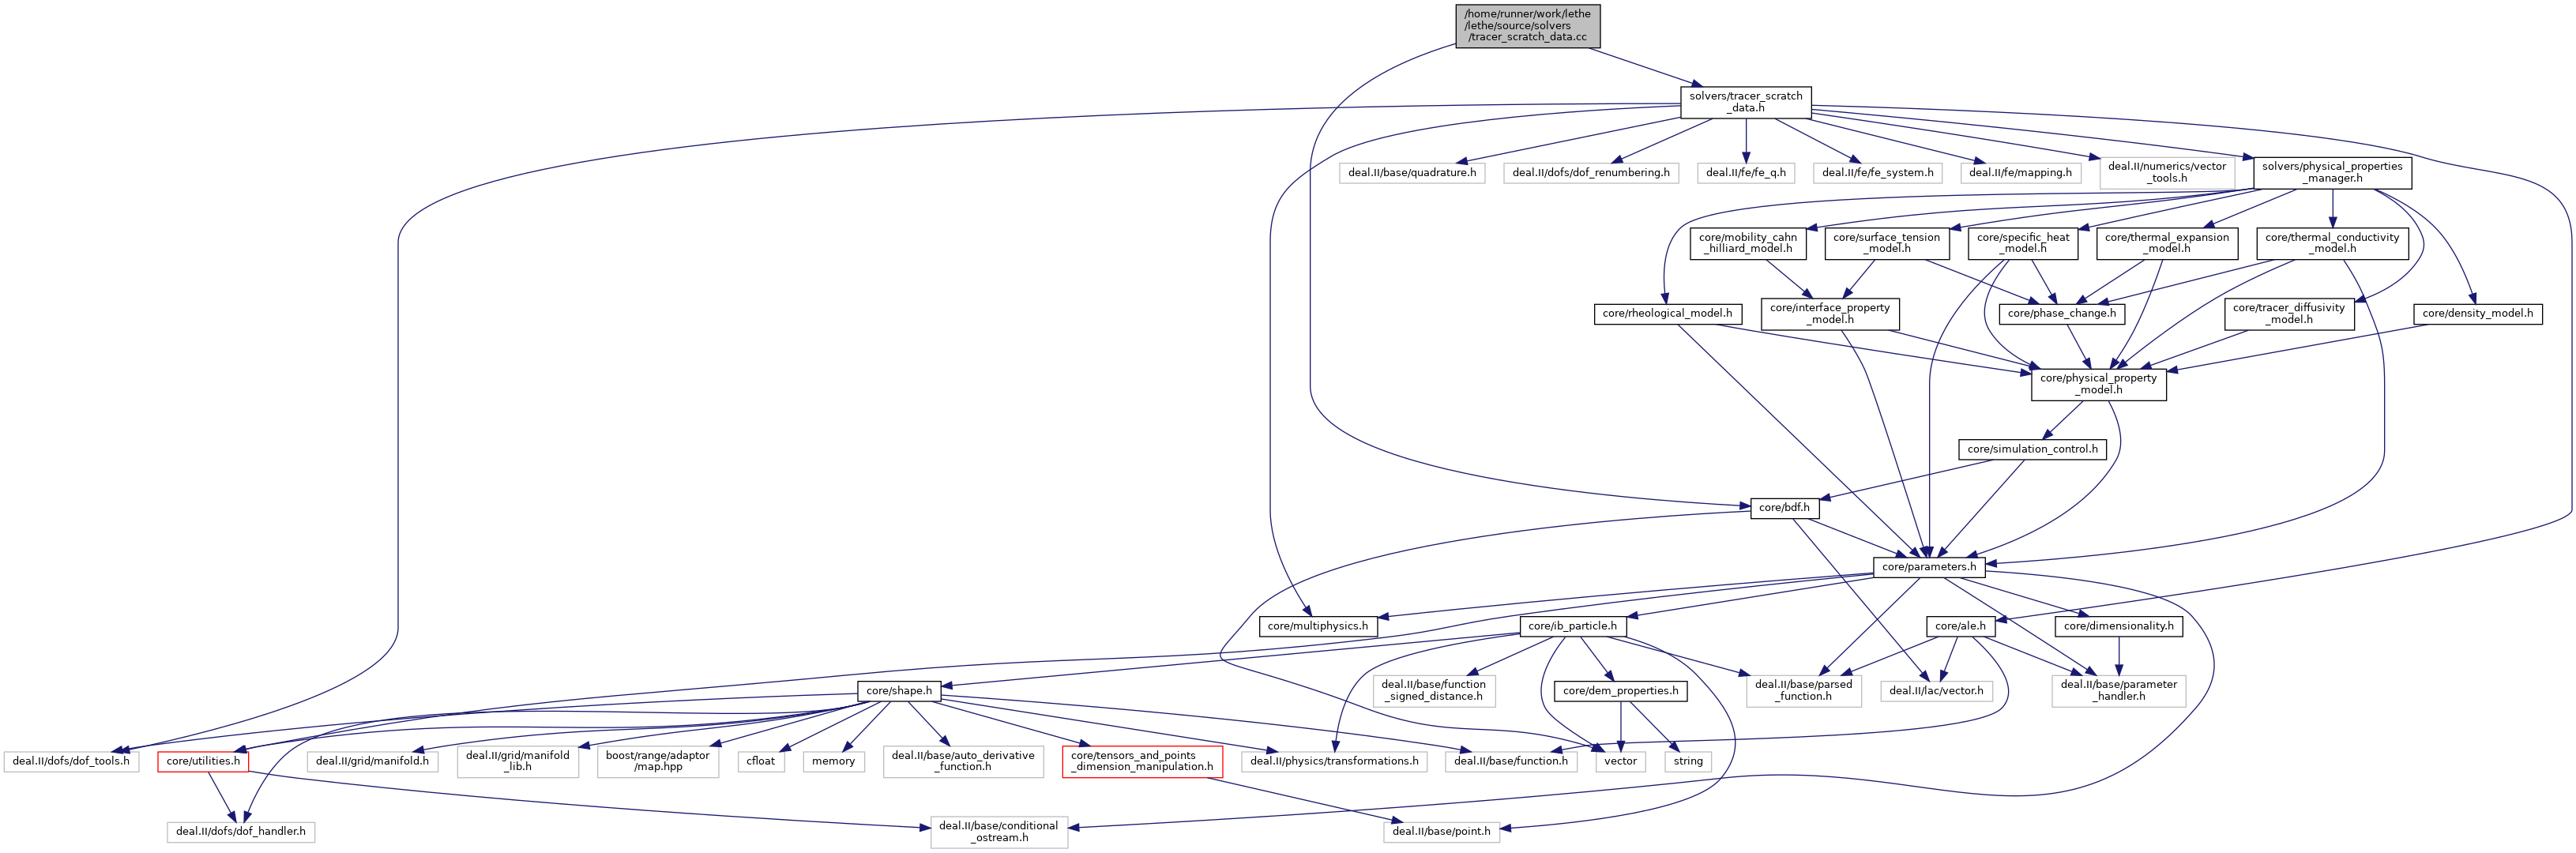 /home/runner/work/lethe
/lethe/source/solvers
/tracer_scratch_data.cc
solvers/tracer_scratch
_data.h
deal.II/base/quadrature.h
deal.II/dofs/dof_renumbering.h
deal.II/fe/fe_q.h
deal.II/fe/fe_system.h
deal.II/fe/mapping.h
deal.II/numerics/vector
_tools.h
solvers/physical_properties
_manager.h
core/mobility_cahn
_hilliard_model.h
core/surface_tension
_model.h
core/specific_heat
_model.h
core/thermal_expansion
_model.h
core/thermal_conductivity
_model.h
core/rheological_model.h
core/interface_property
_model.h
core/phase_change.h
core/tracer_diffusivity
_model.h
core/density_model.h
core/physical_property
_model.h
core/simulation_control.h
core/bdf.h
core/parameters.h
core/multiphysics.h
core/ib_particle.h
core/ale.h
core/dimensionality.h
core/shape.h
deal.II/base/function
_signed_distance.h
core/dem_properties.h
deal.II/base/parsed
_function.h
deal.II/lac/vector.h
deal.II/base/parameter
_handler.h
deal.II/dofs/dof_tools.h
core/utilities.h
deal.II/grid/manifold.h
deal.II/grid/manifold
_lib.h
boost/range/adaptor
/map.hpp
cfloat
memory
deal.II/base/auto_derivative
_function.h
core/tensors_and_points
_dimension_manipulation.h
deal.II/physics/transformations.h
deal.II/base/function.h
vector
string
deal.II/dofs/dof_handler.h
deal.II/base/conditional
_ostream.h
deal.II/base/point.h